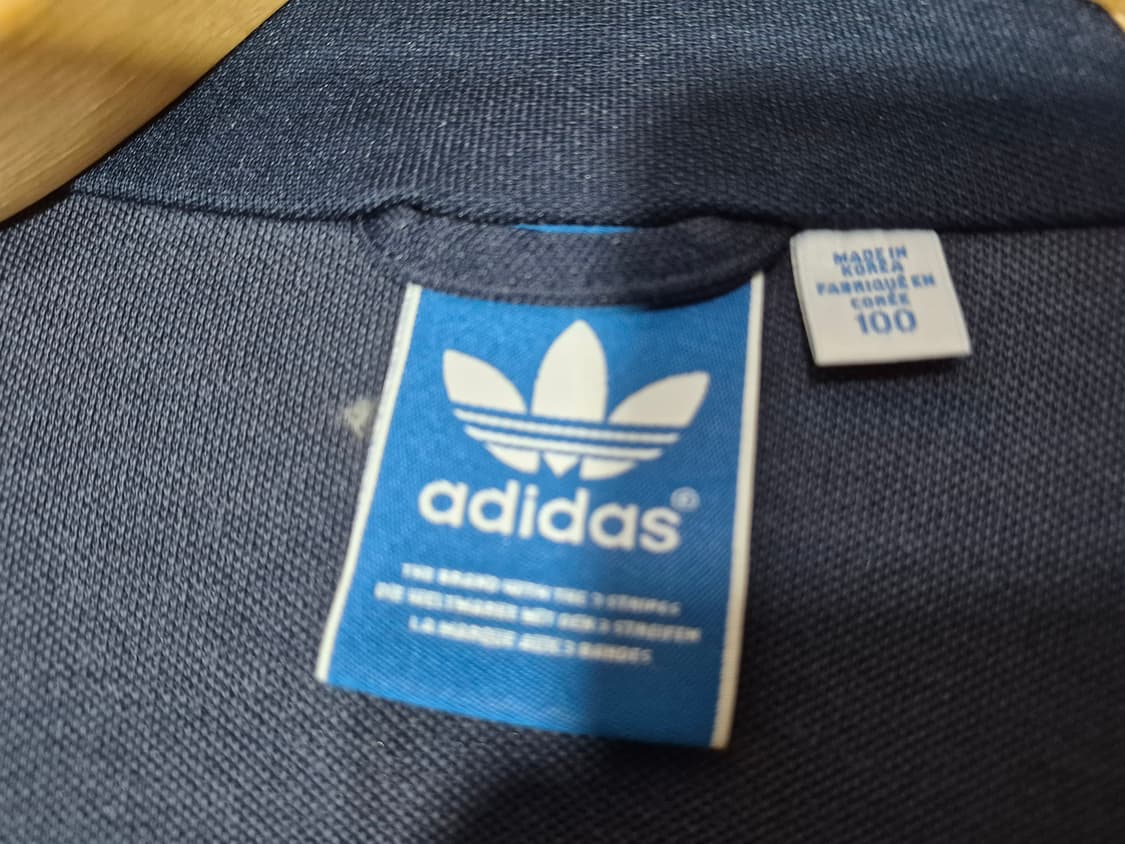 adidas®
THE BRAND WITH THE 3 STRIPES
DIE WELTMARKE MIT DEN 3 STREIFEN
LA MARQUE AUX 3 BANDES
MADE IN
KOREA
FABRIQUÉ EN
CORÉE
100